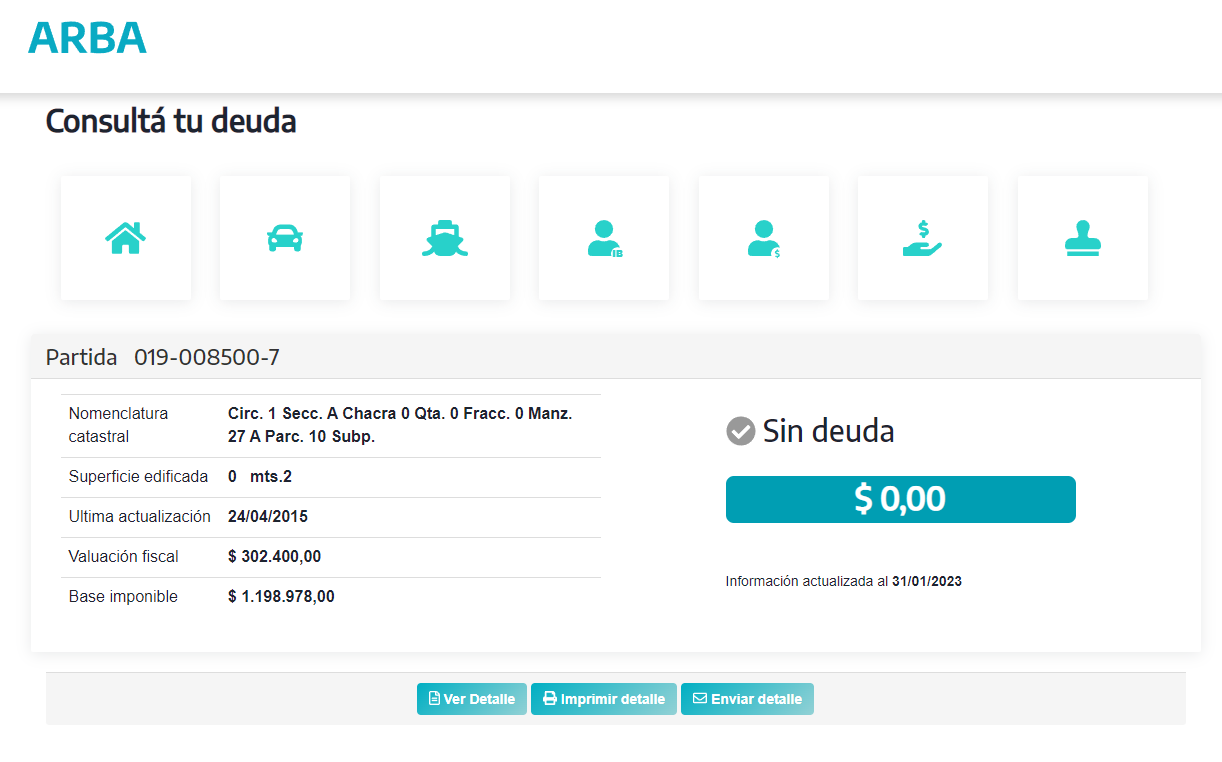 ARBA
Consultá tu deuda
IB
$
$
Partida 019-008500-7
Nomenclatura catastral
Circ. 1 Secc. A Chacra 0 Qta. 0 Fracc. 0 Manz.
27 A Parc. 10 Subp.
Superficie edificada 0 mts.2
Ultima actualización 24/04/2015
Valuación fiscal $ 302.400,00
Base imponible $ 1.198.978,00
Sin deuda
$ 0,00
Información actualizada al 31/01/2023
Ver Detalle Imprimir detalle Enviar detalle